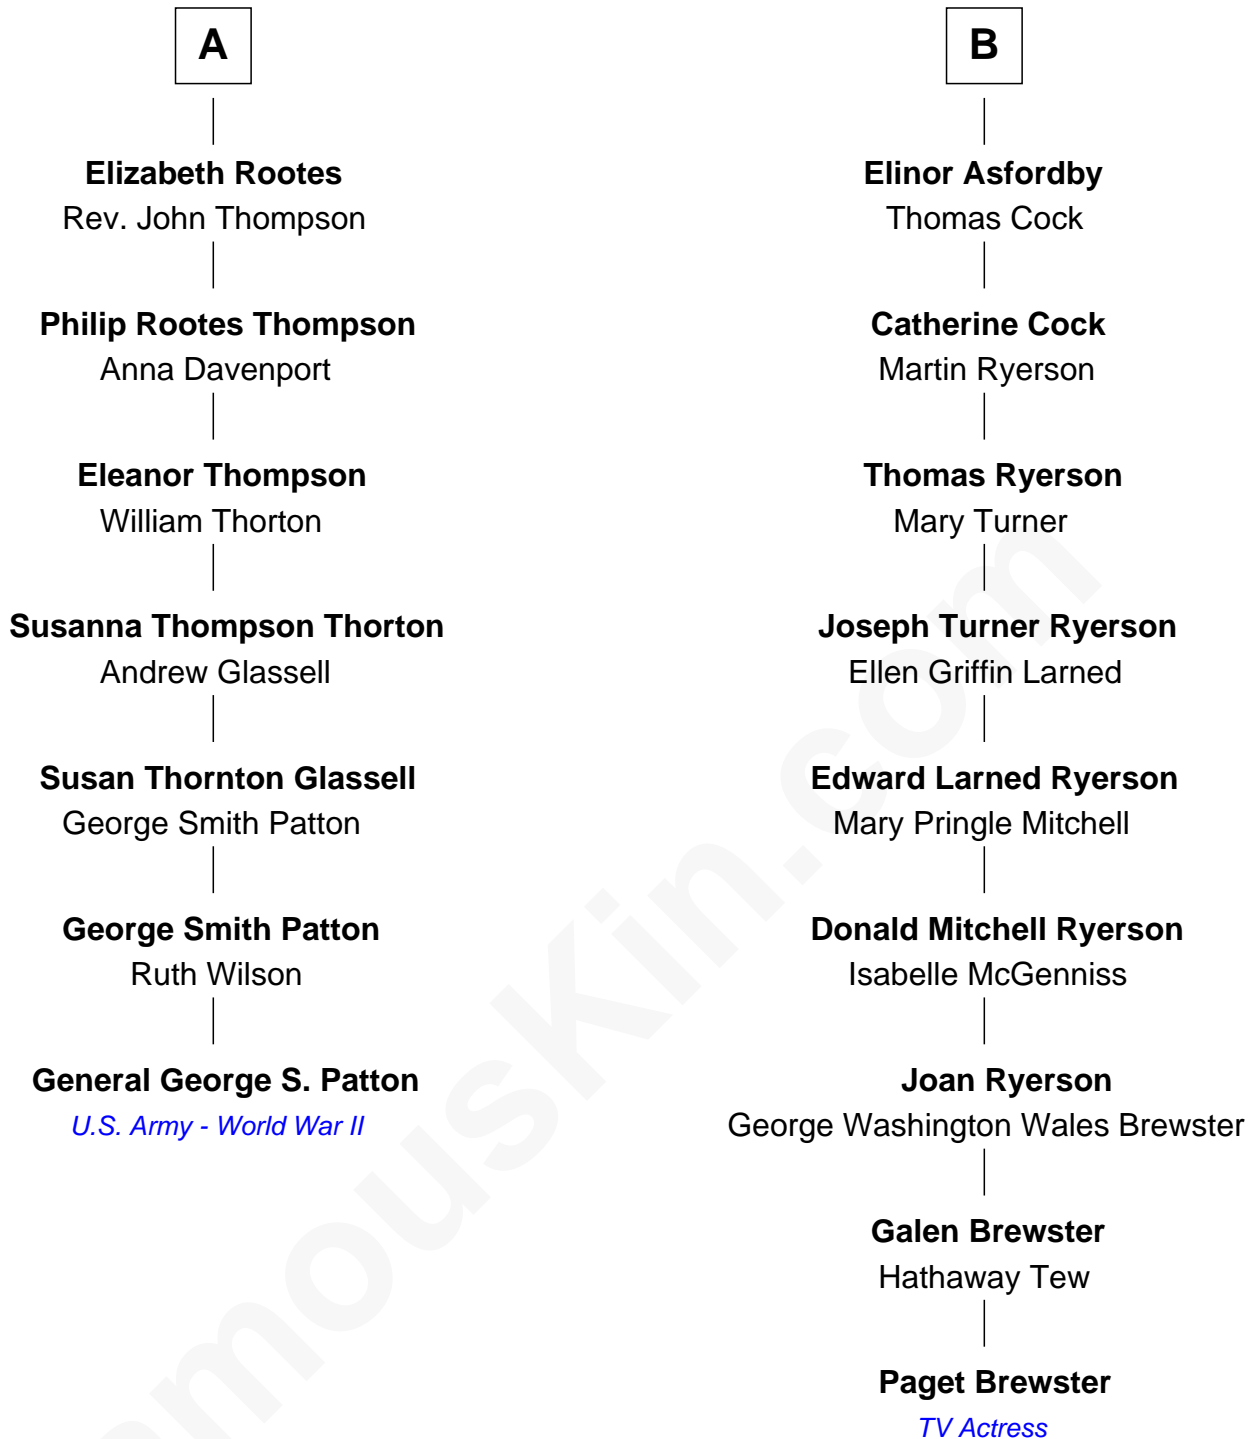 A
Elizabeth Rootes
Rev. John Thompson
Philip Rootes Thompson
Anna Davenport
Eleanor Thompson
William Thorton
Susanna Thompson Thorton
Andrew Glassell
Susan Thornton Glassell
George Smith Patton
George Smith Patton
Ruth Wilson
General George S. Patton
U.S. Army - World War II
B
Elinor Asfordby
Thomas Cock
Catherine Cock
Martin Ryerson
Thomas Ryerson
Mary Turner
Joseph Turner Ryerson
Ellen Griffin Larned
Edward Larned Ryerson
Mary Pringle Mitchell
Donald Mitchell Ryerson
Isabelle McGenniss
Joan Ryerson
George Washington Wales Brewster
Galen Brewster
Hathaway Tew
Paget Brewster
TV Actress
amousKin.com